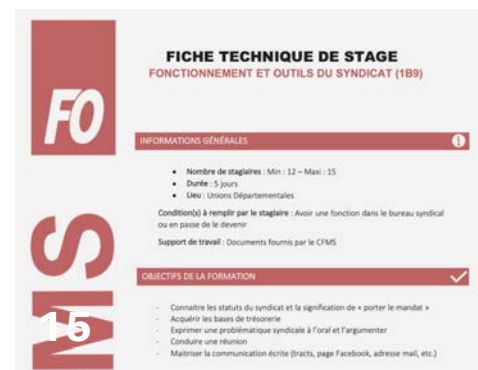 FICHE TECHNIQUE DE STAGE
FONCTIONNEMENT ET OUTILS DU SYNDICAT (1B9)
FO
INFORMATIONS GÉNÉRALES
• Nombre de stagiaires : Min : 12 – Maxi : 15
• Durée : 5 jours
• Lieu : Unions Départementales
Condition(s) à remplir par le stagiaire : Avoir une fonction dans le bureau syndical
ou en passe de le devenir
Support de travail : Documents fournis par le CFMS
OBJECTIFS DE LA FORMATION
- Connaitre les statuts du syndicat et la signification de « porter le mandat »
- Acquérir les bases de trésorerie
- Exprimer une problématique syndicale à l'oral et l'argumenter
- Conduire une réunion
- Maitriser la communication écrite (tracts, page Facebook, adresse mail, etc.)
MS
15